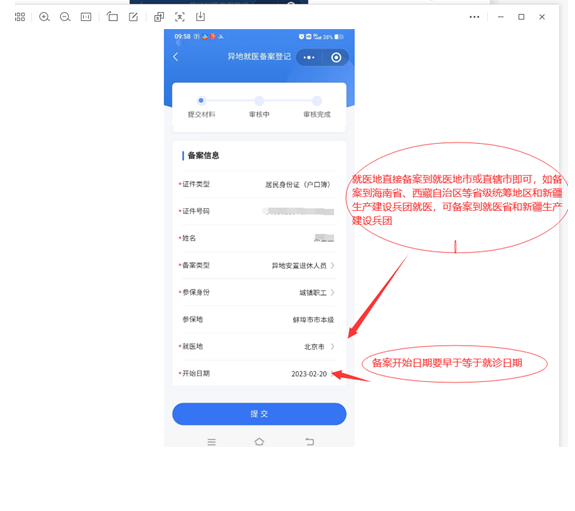 09:58
38%
异地就医备案登记
提交材料
审核中
审核完成
备案信息
*证件类型 居民身份证（户口簿）
*证件号码
*姓名
*备案类型 异地安置退休人员
*参保身份 城镇职工
参保地 蚌埠市市本级
*就医地 北京市
*开始日期 2023-02-20
提交
就医地直接备案到就医地市或直辖市即可，如备
案到海南省、西藏自治区等省级统筹地区和新疆
生产建设兵团就医，可备案到就医省和新疆生产
建设兵团
备案开始日期要早于等于就诊日期